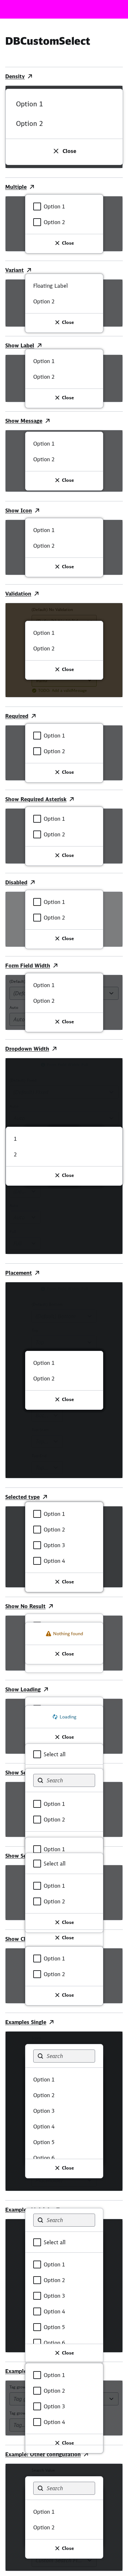 DBCustomSelect
Density
Option 1
Option 2
Close
Multiple
Option 1
Option 2
Close
Variant
Floating Label
Option 2
Close
Show Label
Option 1
Option 2
Close
Show Message
Option 1
Option 2
Close
Show Icon
Option 1
Option 2
Close
Validation
Option 1
Option 2
Close
Required
Option 1
Option 2
Close
Show Required Asterisk
Option 1
Option 2
Close
Disabled
Option 1
Option 2
Close
Form Field Width
Option 1
Option 2
Close
Dropdown Width
1
2
Close
Placement
Option 1
Option 2
Close
Selected type
Option 1
Option 2
Option 3
Option 4
Close
Show No Result
Nothing found
Close
Show Loading
Loading
Close
Select all
Search
Option 1
Option 2
Option 1
Select all
Option 1
Option 2
Close
Close
Option 1
Option 2
Close
Examples Single
Search
Option 1
Option 2
Option 3
Option 4
Option 5
Option 6
Close
Search
Select all
Option 1
Option 2
Option 3
Option 4
Option 5
Option 6
Close
Option 1
Option 2
Option 3
Option 4
Close
Example: Other configuration
Search
Option 1
Option 2
Close